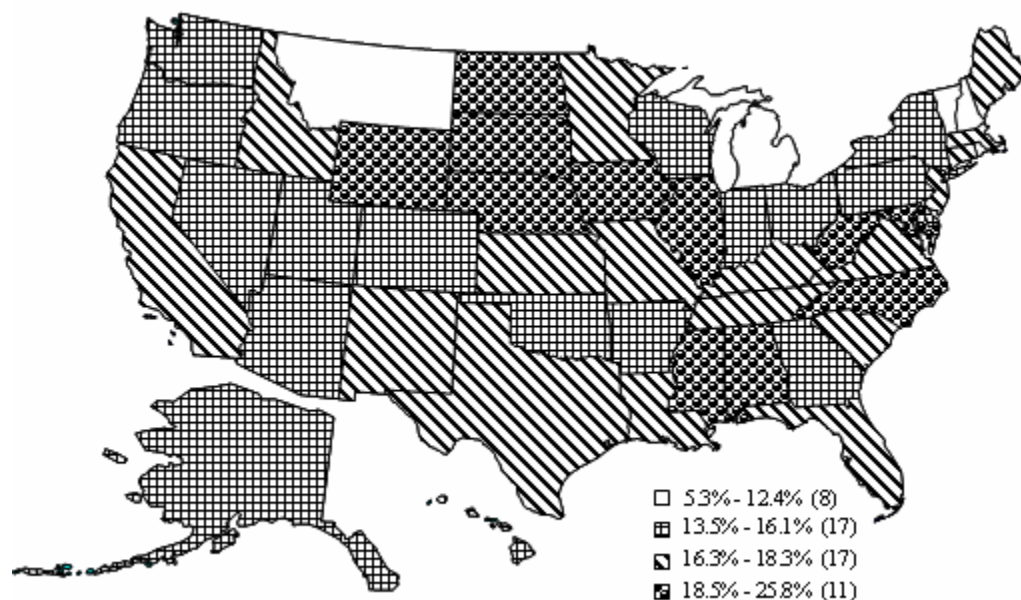 5.3% - 12.4% (8)
13.5% - 16.1% (17)
16.3% - 18.3% (17)
18.5% - 25.8% (11)